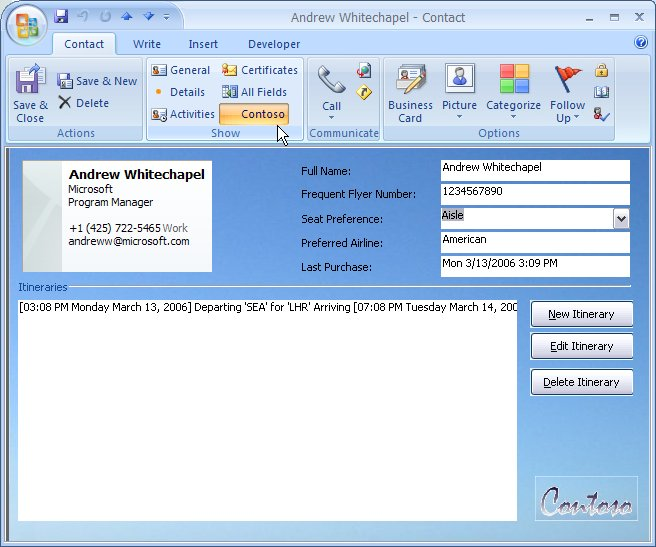 Andrew Whitechapel - Contact
Contact Write Insert Developer
Save & Close
Save & New
Delete
Actions
General
Details
Activities
Certificates
All Fields
Contoso
Show
Call
Communicate
Business Card
Picture
Categorize
Follow Up
Options
Andrew Whitechapel
Microsoft
Program Manager
+1 (425) 722-5465 Work
andreww@microsoft.com
Full Name: Andrew Whitechapel
Frequent Flyer Number: 1234567890
Seat Preference: Aisle
Preferred Airline: American
Last Purchase: Mon 3/13/2006 3:09 PM
Itineraries
[03:08 PM Monday March 13, 2006] Departing 'SEA' for 'LHR' Arriving [07:08 PM Tuesday March 14, 200
New Itinerary
Edit Itinerary
Delete Itinerary
Contoso